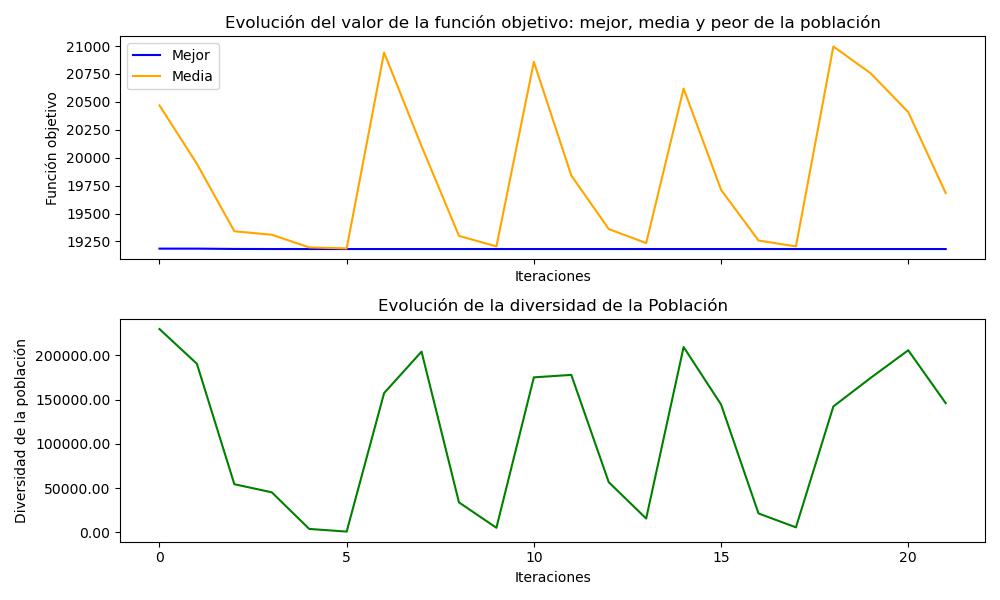 Evolución del valor de la función objetivo: mejor, media y peor de la población
21000
20750
20500
20250
20000
19750
19500
19250
Función objetivo
Mejor
Media
Iteraciones
Evolución de la diversidad de la Población
200000.00
150000.00
100000.00
50000.00
0.00
Diversidad de la población
0 5 10 15 20
Iteraciones